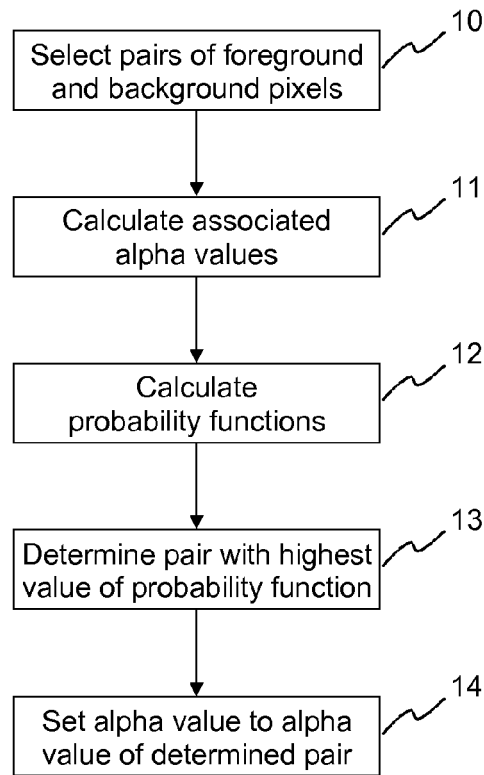 10
Select pairs of foreground
and background pixels
11
Calculate associated
alpha values
12
Calculate
probability functions
13
Determine pair with highest
value of probability function
14
Set alpha value to alpha
value of determined pair